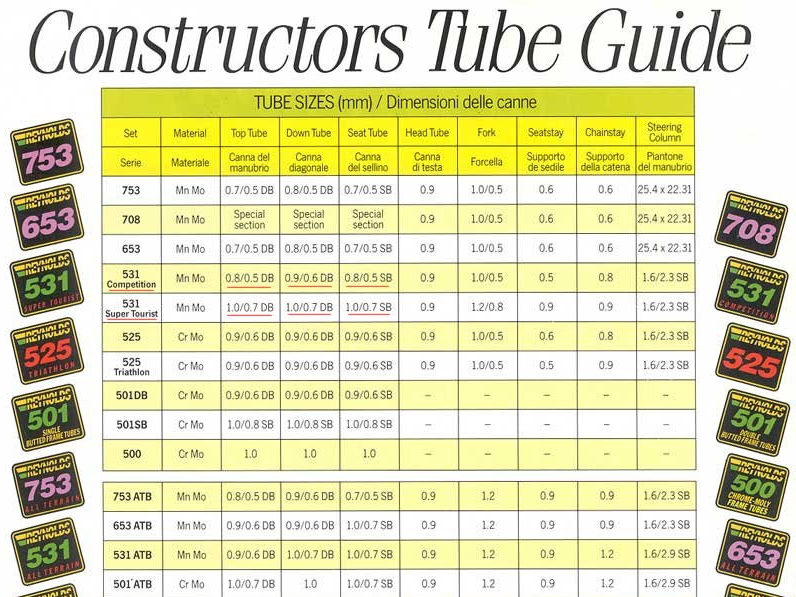 Constructors Tube Guide
TUBE SIZES (mm) / Dimensioni delle canne
Set Material Top Tube Down Tube Seat Tube Head Tube Fork Seatstay Chainstay Steering Column
Serie Materiale Canna del manubrio Canna diagonale Canna del sellino Canna di testa Forcella Supporto de sedile Supporto della catena Piantone del manubrio
753 Mn Mo 0.7/0.5 DB 0.8/0.5 DB 0.7/0.5 SB 0.9 1.0/0.5 0.6 0.6 25.4 x 22.31
708 Mn Mo Special section Special section Special section 0.9 1.0/0.5 0.6 0.6 25.4 x 22.31
653 Mn Mo 0.7/0.5 DB 0.8/0.5 DB 0.7/0.5 SB 0.9 1.0/0.5 0.6 0.6 25.4 x 22.31
531 Competition Mn Mo 0.8/0.5 DB 0.9/0.6 DB 0.8/0.5 SB 0.9 1.0/0.5 0.5 0.8 1.6/2.3 SB
531 Super Tourist Mn Mo 1.0/0.7 DB 1.0/0.7 DB 1.0/0.7 SB 0.9 1.2/0.8 0.9 0.9 1.6/2.3 SB
525 Cr Mo 0.9/0.6 DB 0.9/0.6 DB 0.9/0.6 SB 0.9 1.0/0.5 0.6 0.8 1.6/2.3 SB
525 Triathlon Cr Mo 0.9/0.6 DB 0.9/0.6 DB 0.9/0.6 SB 0.9 1.0/0.5 0.5 0.9 1.6/2.3 SB
501DB Cr Mo 0.9/0.6 DB 0.9/0.6 DB 0.9/0.6 SB – – – – –
501SB Cr Mo 1.0/0.8 SB 1.0/0.8 SB 1.0/0.8 SB – – – – –
500 Cr Mo 1.0 1.0 1.0 – – – – –
753 ATB Mn Mo 0.8/0.5 DB 0.9/0.6 DB 0.7/0.5 SB 0.9 1.2 0.9 0.9 1.6/2.3 SB
653 ATB Mn Mo 0.9/0.6 DB 0.9/0.6 DB 1.0/0.7 SB 0.9 1.2 0.9 0.9 1.6/2.3 SB
531 ATB Mn Mo 0.9/0.6 DB 1.0/0.7 DB 1.0/0.7 SB 0.9 1.2 0.9 1.2 1.6/2.9 SB
501 ATB Cr Mo 1.0/0.7 DB 1.0 1.0/0.7 SB 0.9 1.2 0.9 1.2 1.6/2.9 SB
REYNOLDS
753
REYNOLDS
653
REYNOLDS
531
SUPER TOURIST
REYNOLDS
525
TRIATHLON
REYNOLDS
501
SINGLE
BUTTED FRAME TUBES
REYNOLDS
753
ALL TERRAIN
REYNOLDS
531
ALL TERRAIN
REYNOLDS
708
REYNOLDS
531
COMPETITION
REYNOLDS
525
REYNOLDS
501
DOUBLE
BUTTED FRAME TUBES
REYNOLDS
500
CHROME-MOLY
FRAME TUBES
REYNOLDS
653
ALL TERRAIN